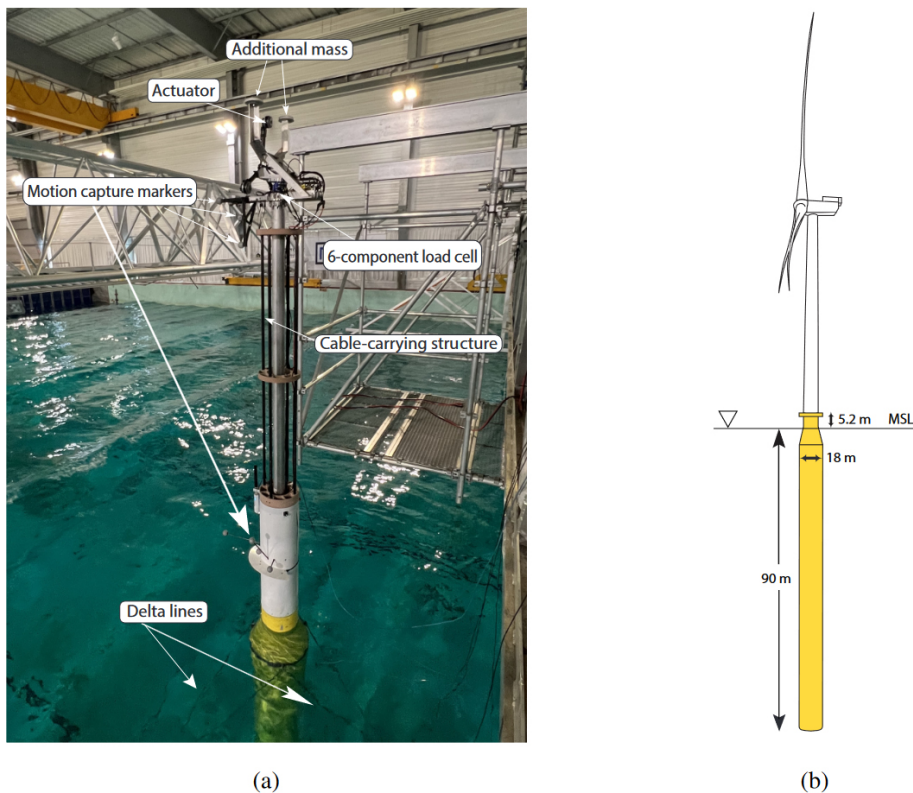 Additional mass
Actuator
Motion capture markers
6-component load cell
Cable-carrying structure
Delta lines
5.2 m
MSL
18 m
90 m
(a)
(b)